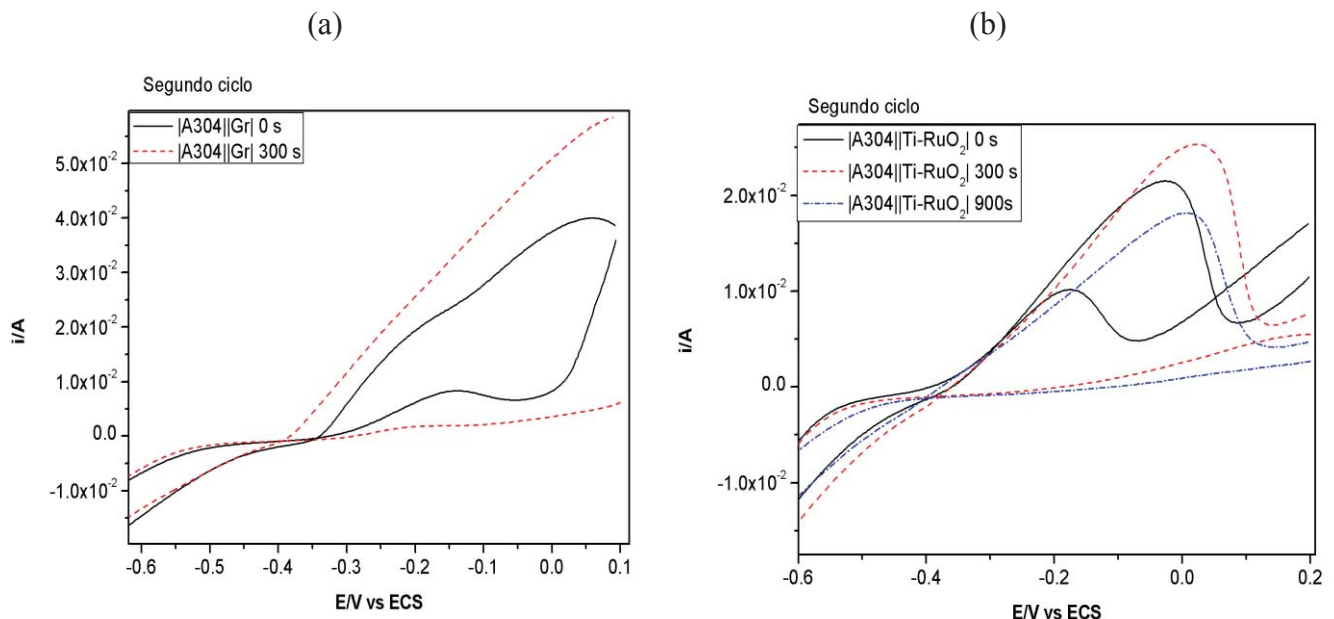 (a)
Segundo ciclo
|A304||Gr| 0 s
|A304||Gr| 300 s
5.0x10⁻²
4.0x10⁻²
3.0x10⁻²
2.0x10⁻²
1.0x10⁻²
0.0
-1.0x10⁻²
i/A
-0.6 -0.5 -0.4 -0.3 -0.2 -0.1 0.0 0.1
E/V vs ECS
(b)
Segundo ciclo
|A304||Ti-RuO₂| 0 s
|A304||Ti-RuO₂| 300 s
|A304||Ti-RuO₂| 900s
2.0x10⁻²
1.0x10⁻²
0.0
-1.0x10⁻²
i/A
-0.6 -0.4 -0.2 0.0 0.2
E/V vs ECS